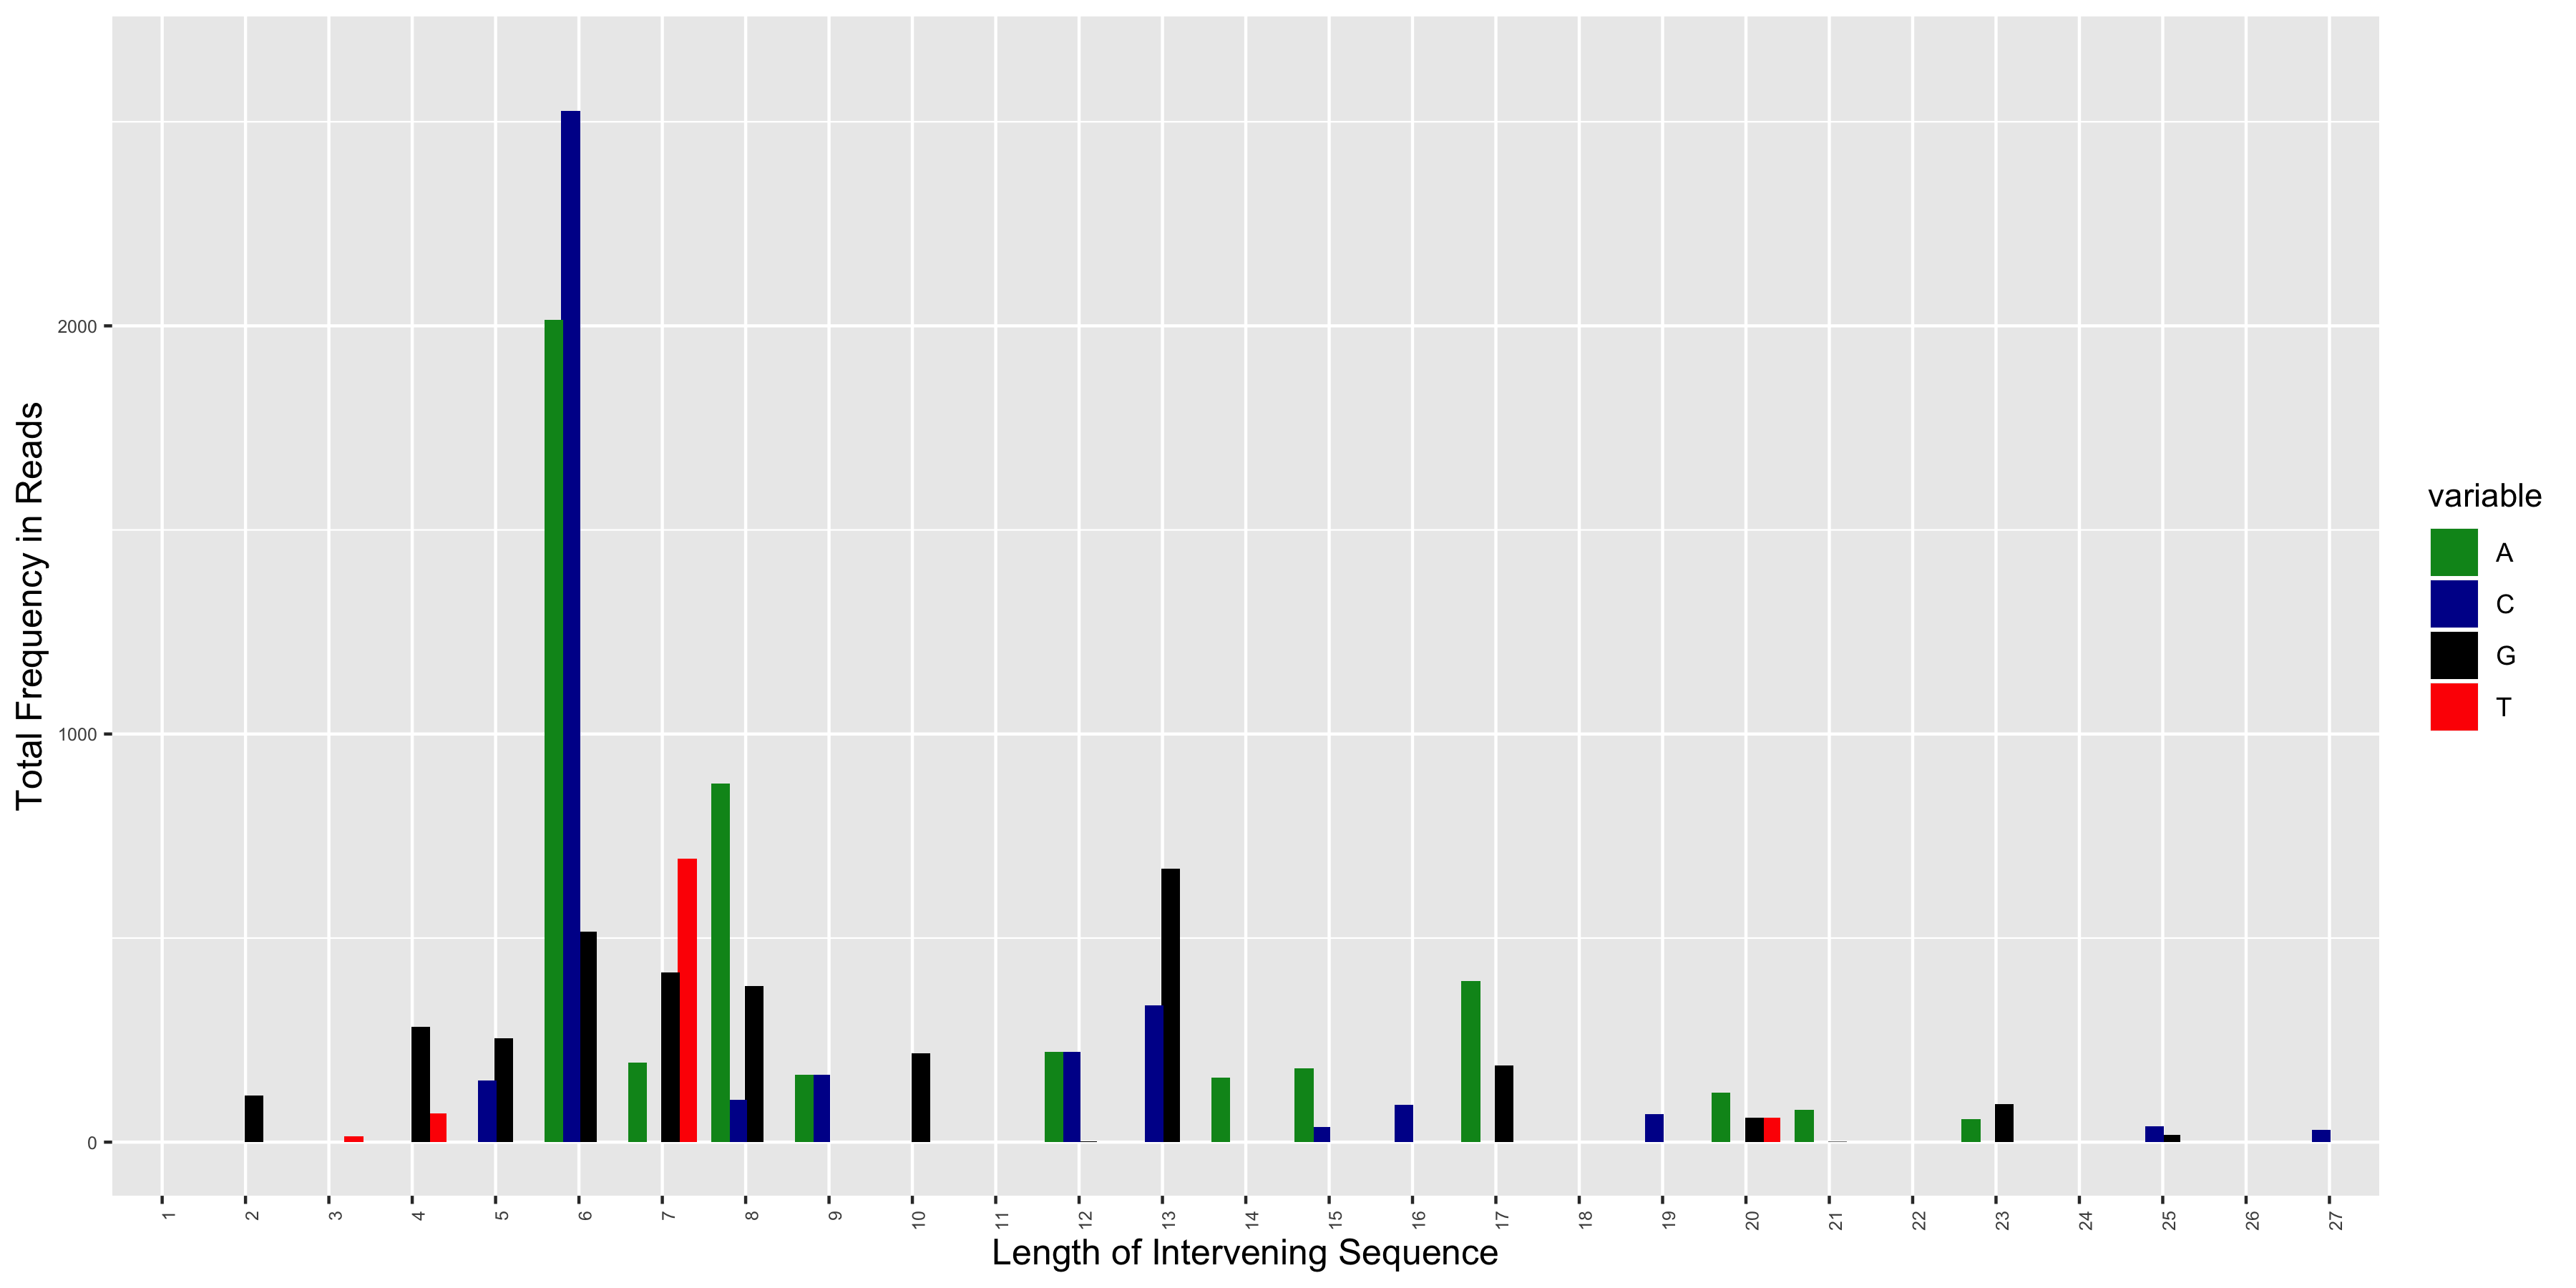 Total Frequency in Reads
2000
1000
0
1 2 3 4 5 6 7 8 9 10 11 12 13 14 15 16 17 18 19 20 21 22 23 24 25 26 27
Length of Intervening Sequence
variable
A
C
G
T